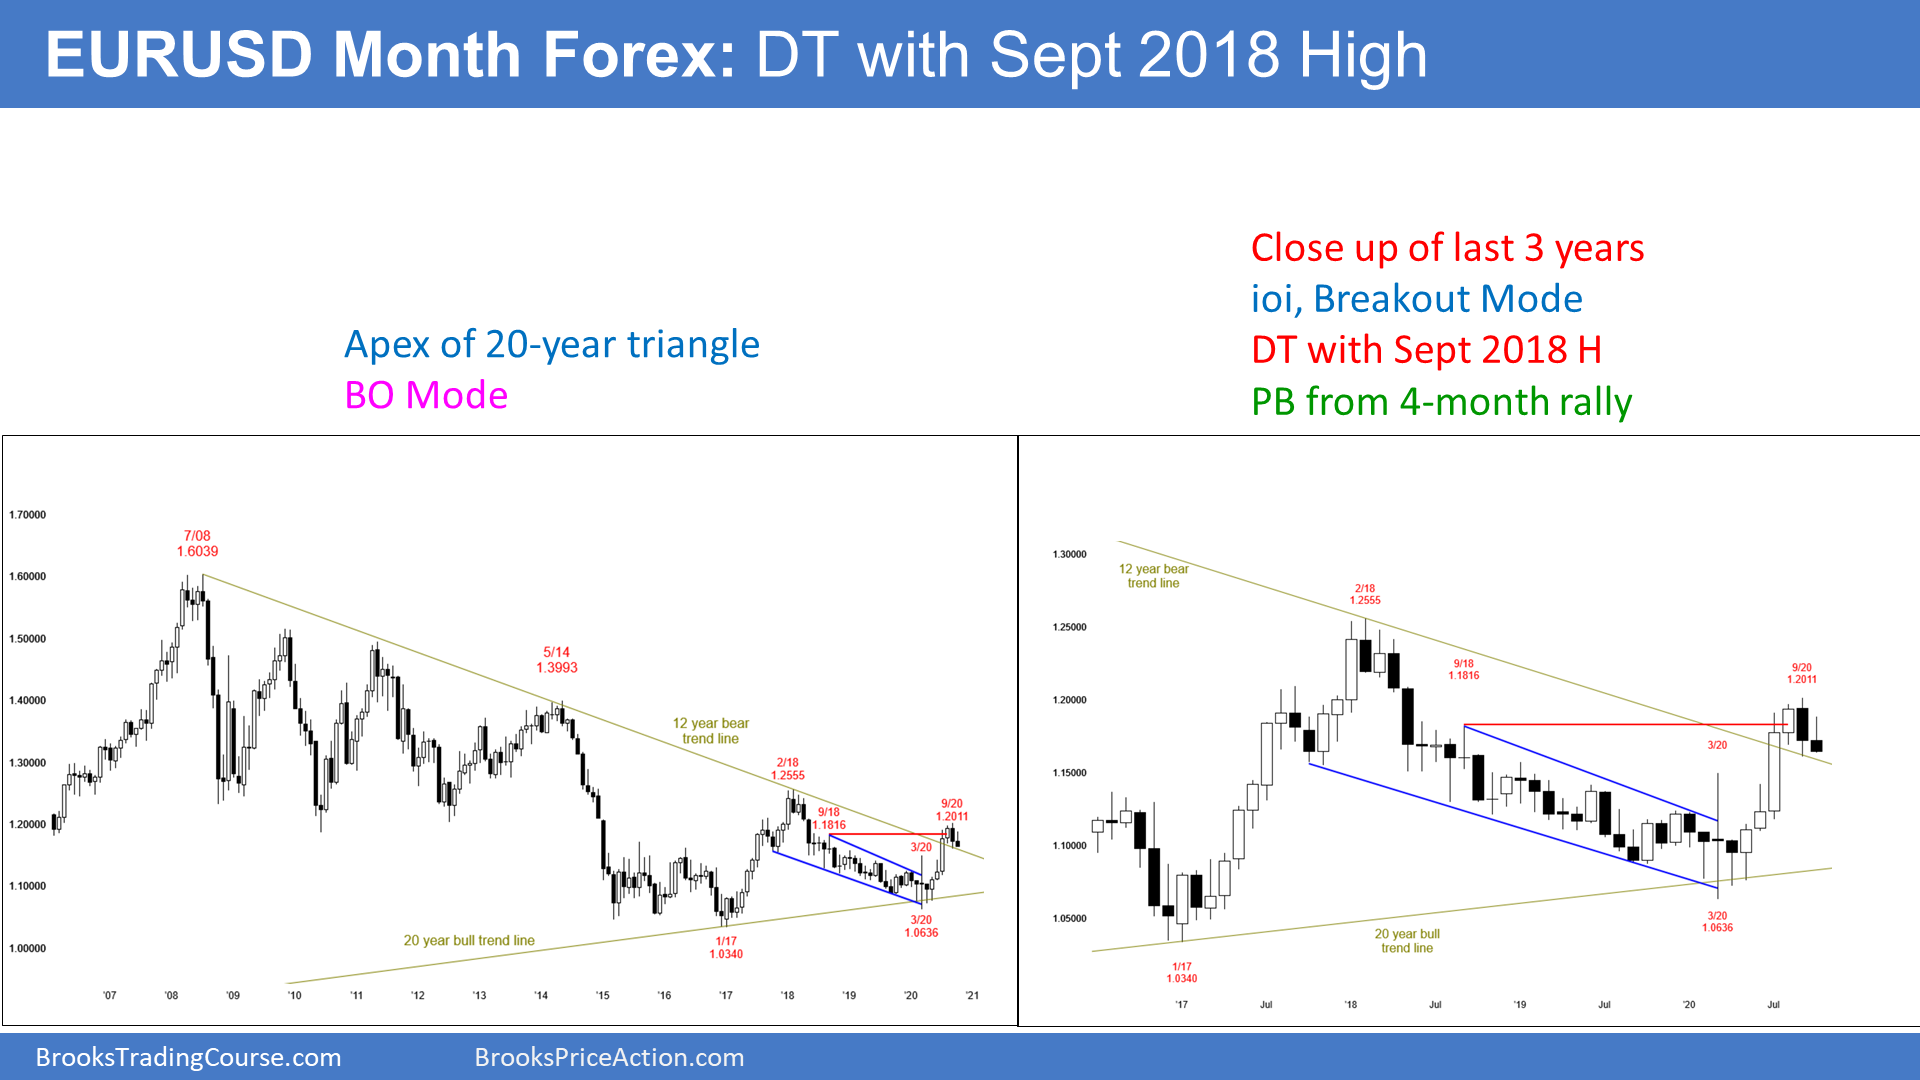 EURUSD Month Forex: DT with Sept 2018 High
Apex of 20-year triangle
BO Mode
Close up of last 3 years
ioi, Breakout Mode
DT with Sept 2018 H
PB from 4-month rally
1.70000
1.60000
1.50000
1.40000
1.30000
1.20000
1.10000
1.00000
7/08
1.6039
5/14
1.3993
12 year bear
trend line
2/18
1.2555
9/18
1.1816
9/20
1.2011
3/20
3/20
1.0636
20 year bull trend line
1/17
1.0340
'07 '08 '09 '10 '11 '12 '13 '14 '15 '16 '17 '18 '19 '20 '21
1.30000
1.25000
1.20000
1.15000
1.10000
1.05000
12 year bear
trend line
2/18
1.2555
9/18
1.1816
9/20
1.2011
3/20
3/20
1.0636
20 year bull
trend line
1/17
1.0340
'17 Jul '18 Jul '19 Jul '20 Jul
BrooksTradingCourse.com
BrooksPriceAction.com